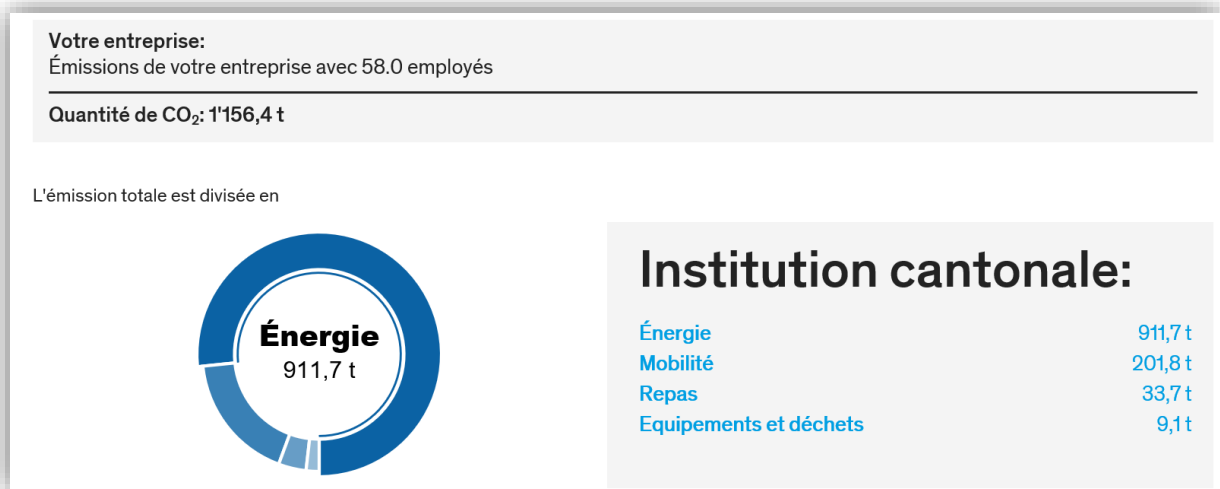 Votre entreprise:
Émissions de votre entreprise avec 58.0 employés
Quantité de CO₂: 1'156,4 t
L'émission totale est divisée en
Énergie
911,7 t
Institution cantonale:
Énergie 911,7 t
Mobilité 201,8 t
Repas 33,7 t
Equipements et déchets 9,1 t